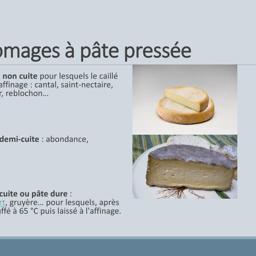 omages à pâte pressée
non cuite pour lesquels le caillé
affinage : cantal, saint-nectaire,
reblochon...
demi-cuite : abondance,
cuite ou pâte dure :
gruyère... pour lesquels, après
ffé à 65 °C puis laissé à l'affinage.